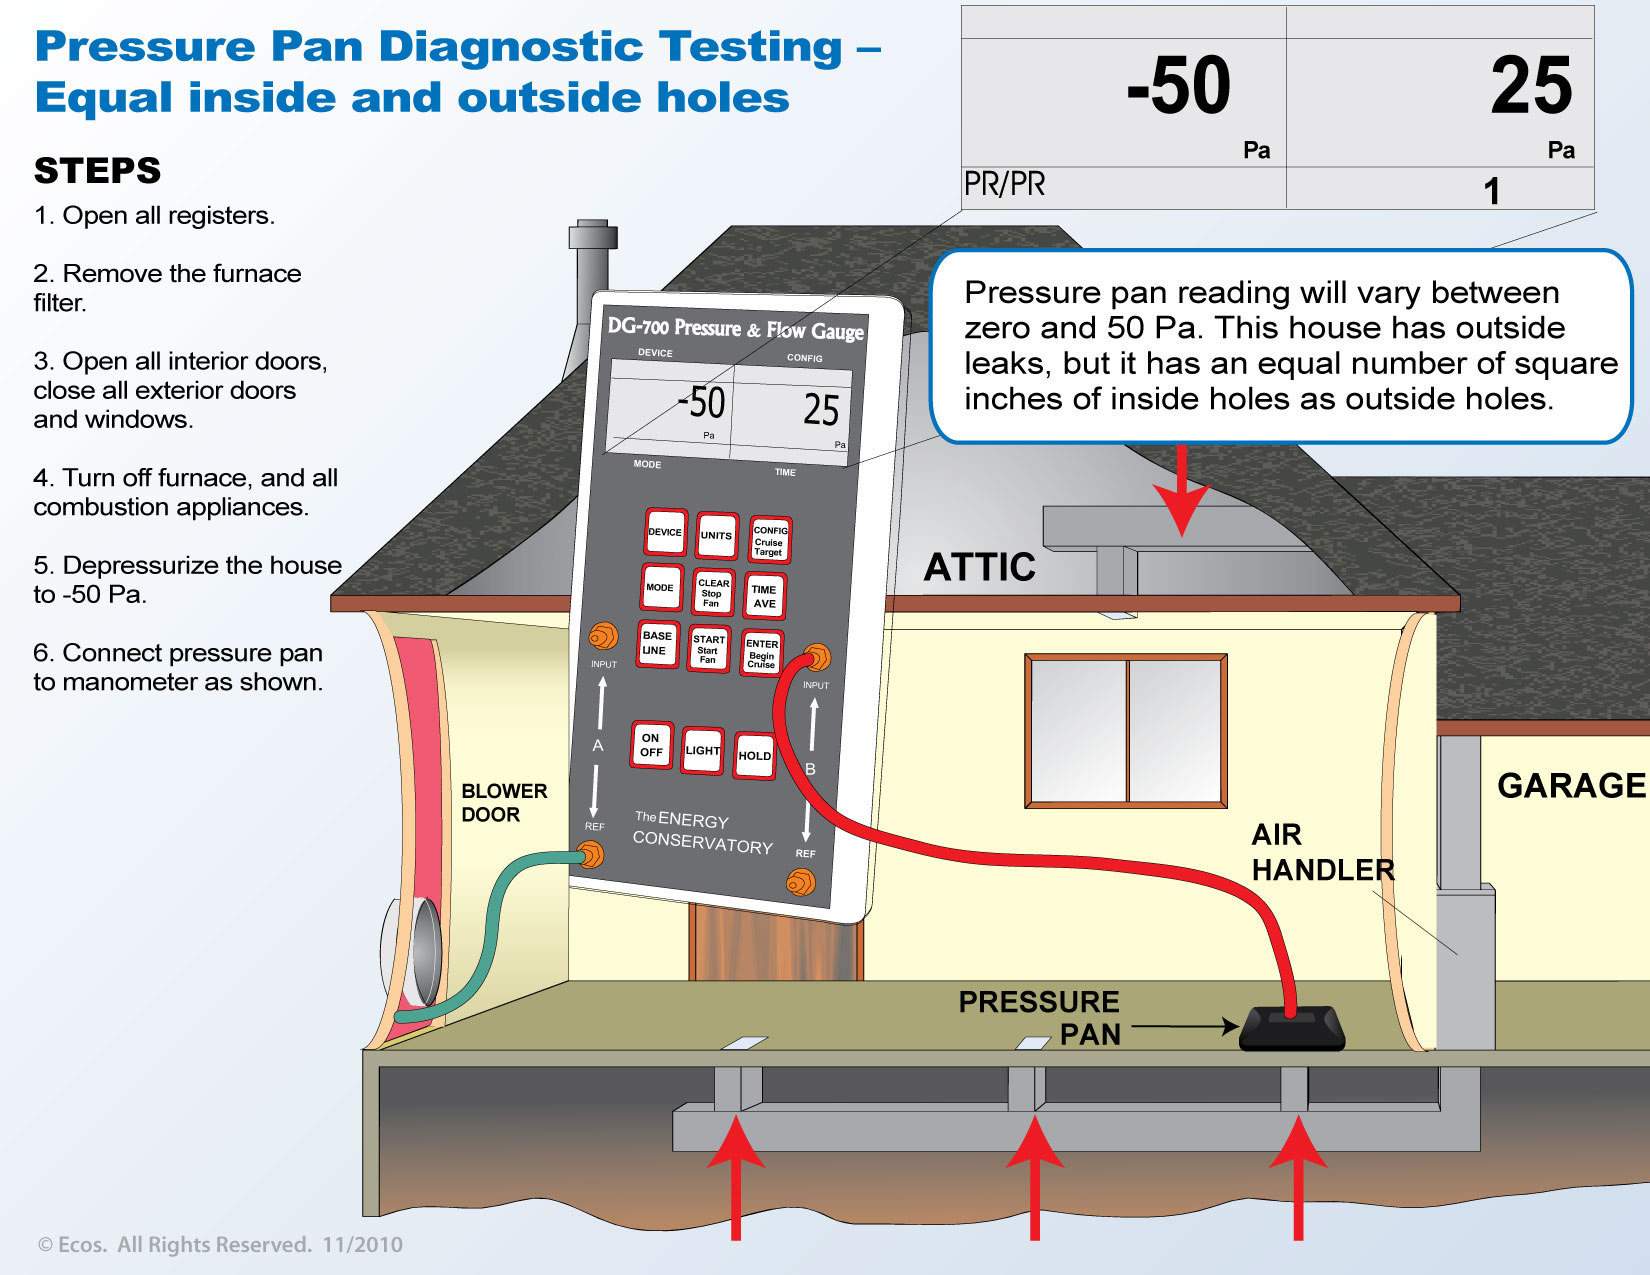 Pressure Pan Diagnostic Testing –
Equal inside and outside holes
STEPS
1. Open all registers.
2. Remove the furnace
filter.
3. Open all interior doors,
close all exterior doors
and windows.
4. Turn off furnace, and all
combustion appliances.
5. Depressurize the house
to -50 Pa.
6. Connect pressure pan
to manometer as shown.
-50
25
Pa
Pa
PR/PR
1
Pressure pan reading will vary between
zero and 50 Pa. This house has outside
leaks, but it has an equal number of square
inches of inside holes as outside holes.
DG-700 Pressure & Flow Gauge
DEVICE
CONFIG
-50
25
Pa
Pa
MODE
TIME
DEVICE
UNITS
CONFIG
Cruise
Target
MODE
CLEAR
Stop
Fan
TIME
AVE
BASE
LINE
START
Start
Fan
ENTER
Begin
Cruise
INPUT
INPUT
A
B
ON
OFF
LIGHT
HOLD
REF
REF
The ENERGY
CONSERVATORY
ATTIC
BLOWER
DOOR
GARAGE
AIR
HANDLER
PRESSURE
PAN
© Ecos. All Rights Reserved. 11/2010